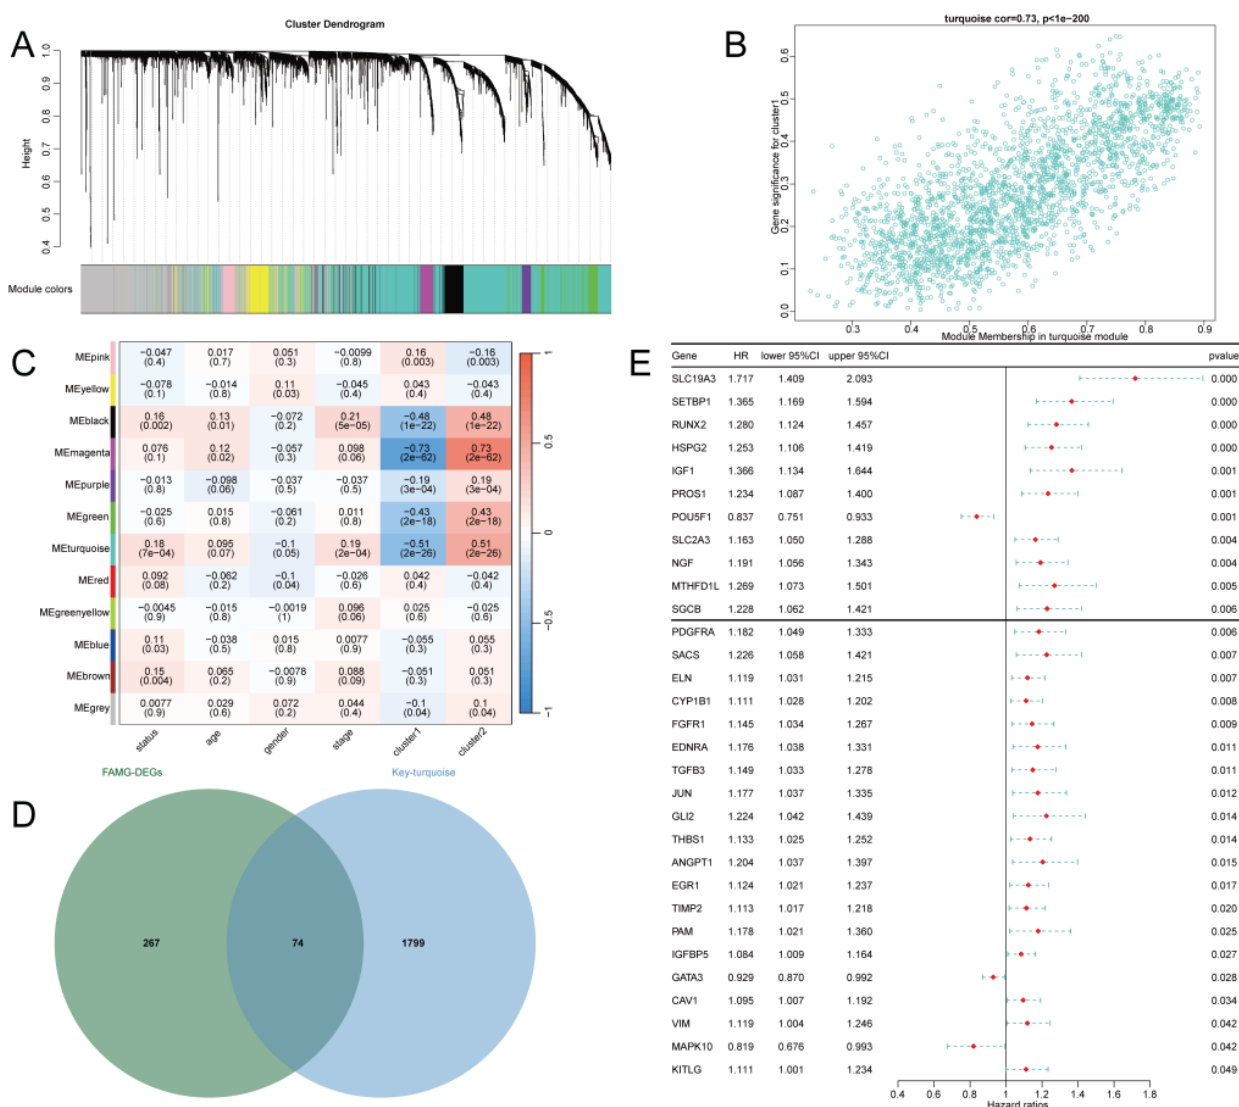 A
Cluster Dendrogram
Height
1.0
0.9
0.8
0.7
0.6
0.5
0.4
Module colors
B
turquoise cor=0.73, p<1e−200
Gene significance for cluster1
0.6
0.5
0.4
0.3
0.2
0.1
0.0
0.3 0.4 0.5 0.6 0.7 0.8 0.9
Module Membership in turquoise module
C
MEpink −0.047 0.017 0.051 −0.0099 0.16 −0.16
(0.4) (0.7) (0.3) (0.8) (0.003) (0.003)
MEyellow −0.078 −0.014 0.11 −0.045 0.043 −0.043
(0.1) (0.8) (0.03) (0.4) (0.4) (0.4)
MEblack 0.16 0.13 −0.072 0.21 −0.48 0.48
(0.002) (0.01) (0.2) (5e−05) (1e−22) (1e−22)
MEmagenta 0.076 0.12 −0.057 0.098 −0.73 0.73
(0.1) (0.02) (0.3) (0.06) (2e−62) (2e−62)
MEpurple −0.013 −0.098 −0.037 −0.037 −0.19 0.19
(0.8) (0.06) (0.5) (0.5) (3e−04) (3e−04)
MEgreen −0.025 0.015 −0.061 0.011 −0.43 0.43
(0.6) (0.8) (0.2) (0.8) (2e−18) (2e−18)
MEturquoise 0.18 0.095 −0.1 0.19 −0.51 0.51
(7e−04) (0.07) (0.05) (2e−04) (2e−26) (2e−26)
MEred 0.092 −0.062 −0.1 −0.026 0.042 −0.042
(0.08) (0.2) (0.04) (0.6) (0.4) (0.4)
MEgreenyellow −0.0045 −0.015 −0.0019 0.096 0.025 −0.025
(0.9) (0.8) (1) (0.06) (0.6) (0.6)
MEblue 0.11 −0.038 0.015 0.0077 −0.055 0.055
(0.03) (0.5) (0.8) (0.9) (0.3) (0.3)
MEbrown 0.15 0.065 −0.0078 0.088 −0.051 0.051
(0.004) (0.2) (0.9) (0.09) (0.3) (0.3)
MEgrey 0.0077 0.029 0.072 0.044 −0.1 0.1
(0.9) (0.6) (0.2) (0.4) (0.04) (0.04)
status age gender stage cluster1 cluster2
1
0.5
0
−0.5
−1
D
FAMG-DEGs Key-turquoise
267 74 1799
E
Gene HR lower 95%CI upper 95%CI pvalue
SLC19A3 1.717 1.409 2.093 0.000
SETBP1 1.365 1.169 1.594 0.000
RUNX2 1.280 1.124 1.457 0.000
HSPG2 1.253 1.106 1.419 0.000
IGF1 1.366 1.134 1.644 0.001
PROS1 1.234 1.087 1.400 0.001
POU5F1 0.837 0.751 0.933 0.001
SLC2A3 1.163 1.050 1.288 0.004
NGF 1.191 1.056 1.343 0.004
MTHFD1L 1.269 1.073 1.501 0.005
SGCB 1.228 1.062 1.421 0.006
PDGFRA 1.182 1.049 1.333 0.006
SACS 1.226 1.058 1.421 0.007
ELN 1.119 1.031 1.215 0.007
CYP1B1 1.111 1.028 1.202 0.008
FGFR1 1.145 1.034 1.267 0.009
EDNRA 1.176 1.038 1.331 0.011
TGFB3 1.149 1.033 1.278 0.011
JUN 1.177 1.037 1.335 0.012
GLI2 1.224 1.042 1.439 0.014
THBS1 1.133 1.025 1.252 0.014
ANGPT1 1.204 1.037 1.397 0.015
EGR1 1.124 1.021 1.237 0.017
TIMP2 1.113 1.017 1.218 0.020
PAM 1.178 1.021 1.360 0.025
IGFBP5 1.084 1.009 1.164 0.027
GATA3 0.929 0.870 0.992 0.028
CAV1 1.095 1.007 1.192 0.034
VIM 1.119 1.004 1.246 0.042
MAPK10 0.819 0.676 0.993 0.042
KITLG 1.111 1.001 1.234 0.049
0.4 0.6 0.8 1 1.2 1.4 1.6 1.8
Hazard ratios